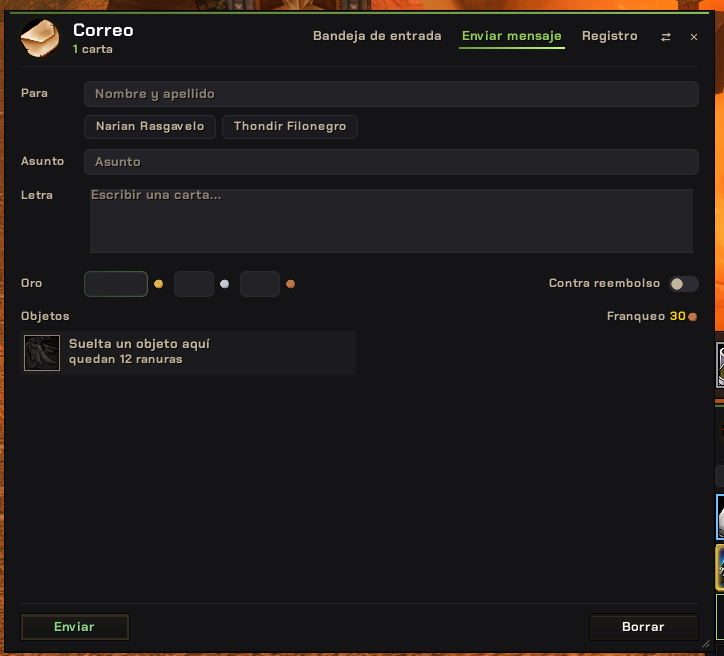 Correo
1 carta
Bandeja de entrada
Enviar mensaje
Registro
Para
Nombre y apellido
Narian Rasgavelo
Thondir Filonegro
Asunto
Asunto
Letra
Escribir una carta...
Oro
Contra reembolso
Objetos
Franqueo 30
Suelta un objeto aquí
quedan 12 ranuras
Enviar
Borrar